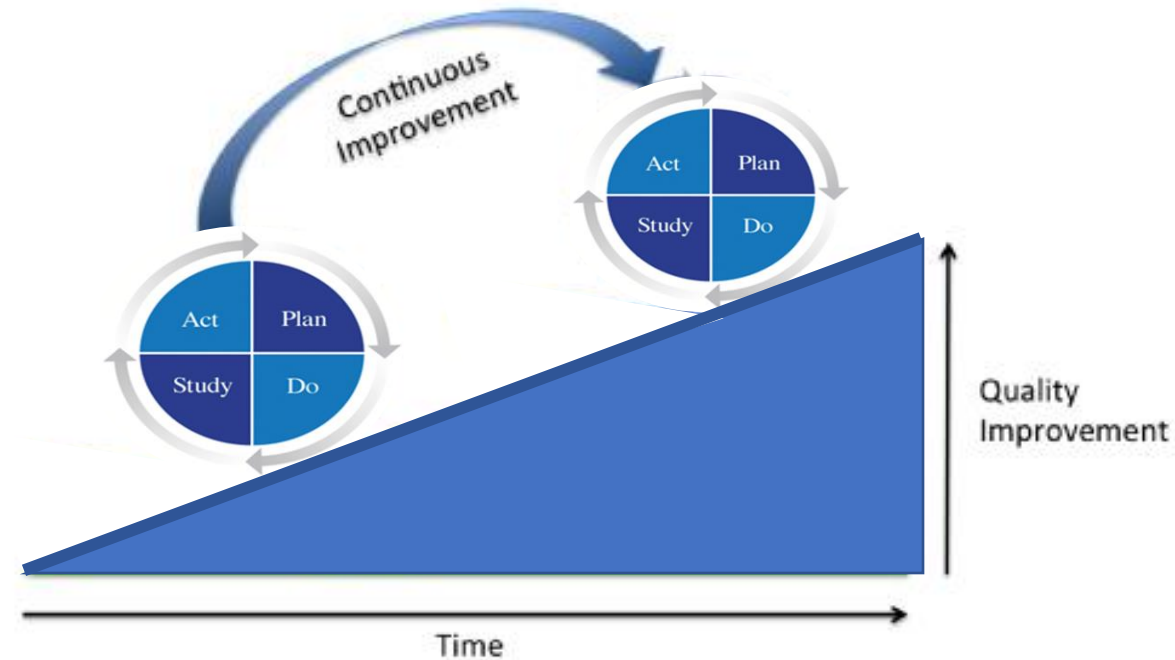 Continuous
Improvement
Act
Plan
Study
Do
Act
Plan
Study
Do
Quality
Improvement
Time